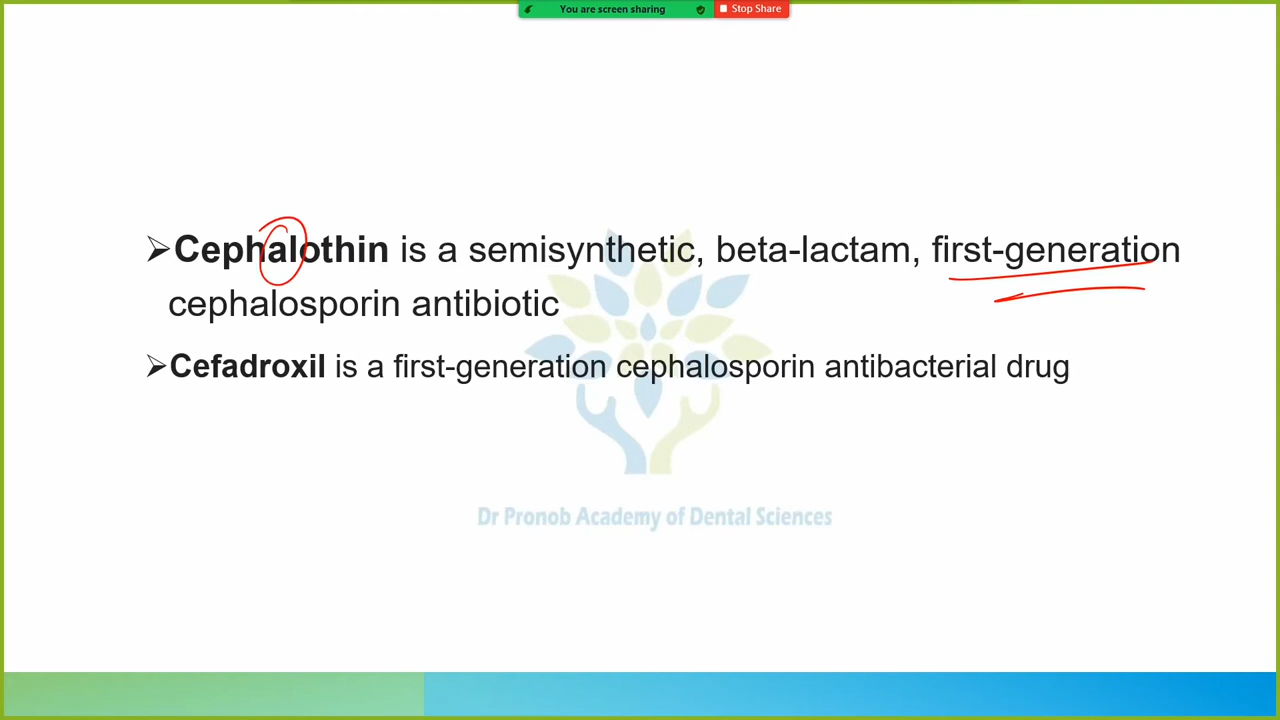 You are screen sharing Stop Share
➢Cephalothin is a semisynthetic, beta-lactam, first-generation
cephalosporin antibiotic
➢Cefadroxil is a first-generation cephalosporin antibacterial drug
Dr Pronob Academy of Dental Sciences